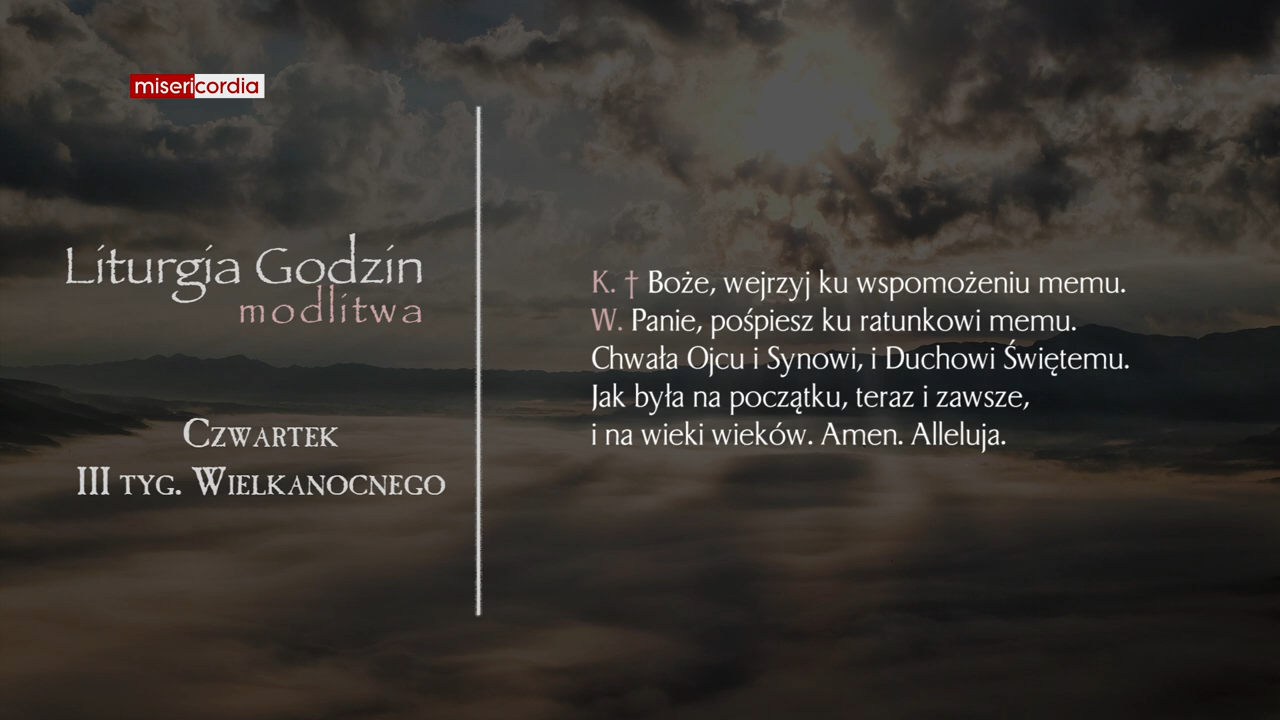 misericordia
Liturgia Godzin
modlitwa
Czwartek
III tyg. Wielkanocnego
K. † Boże, wejrzyj ku wspomożeniu memu.
W. Panie, pośpiesz ku ratunkowi memu.
Chwała Ojcu i Synowi, i Duchowi Świętemu.
Jak była na początku, teraz i zawsze,
i na wieki wieków. Amen. Alleluja.